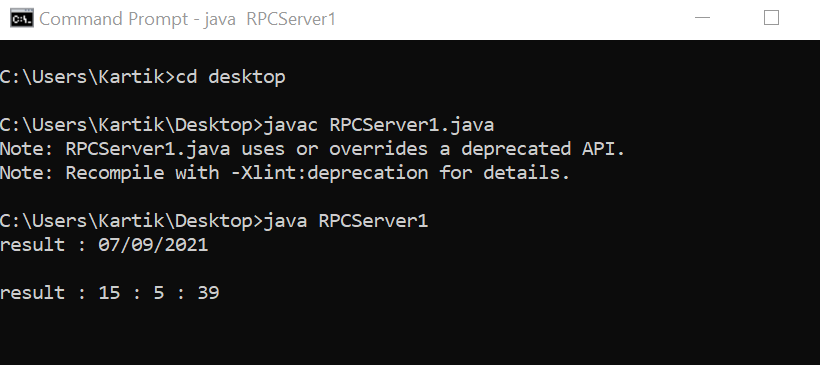 Command Prompt - java  RPCServer1
C:\Users\Kartik>cd desktop
C:\Users\Kartik\Desktop>javac RPCServer1.java
Note: RPCServer1.java uses or overrides a deprecated API.
Note: Recompile with -Xlint:deprecation for details.
C:\Users\Kartik\Desktop>java RPCServer1
result : 07/09/2021
result : 15 : 5 : 39